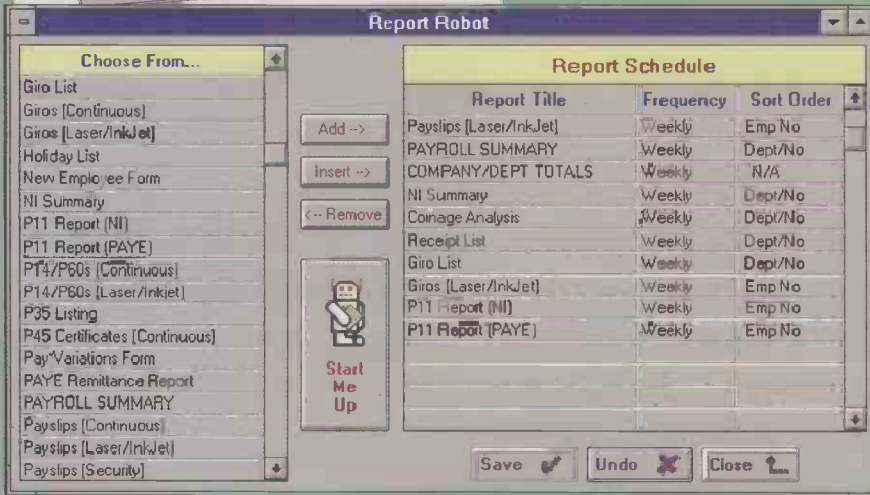 Report Robot
Choose From...
Giro List
Giros [Continuous]
Giros [Laser/InkJet]
Holiday List
New Employee Form
NI Summary
P11 Report (NI)
P11 Report (PAYE)
P14/P60s [Continuous]
P14/P60s [Laser/Inkjet]
P35 Listing
P45 Certificates [Continuous]
Pay Variations Form
PAYE Remittance Report
PAYROLL SUMMARY
Payslips [Continuous]
Payslips [Laser/InkJet]
Payslips [Security]
Add -->
Insert -->
<-- Remove
Start
Me
Up
Report Schedule
Report Title Frequency Sort Order
Payslips [Laser/InkJet] Weekly Emp No
PAYROLL SUMMARY Weekly Dept/No
COMPANY/DEPT TOTALS Weekly N/A
NI Summary Weekly Dept/No
Coinage Analysis Weekly Dept/No
Receipt List Weekly Dept/No
Giro List Weekly Dept/No
Giros [Laser/InkJet] Weekly Emp No
P11 Report (NI) Weekly Emp No
P11 Report (PAYE) Weekly Emp No
Save Undo Close